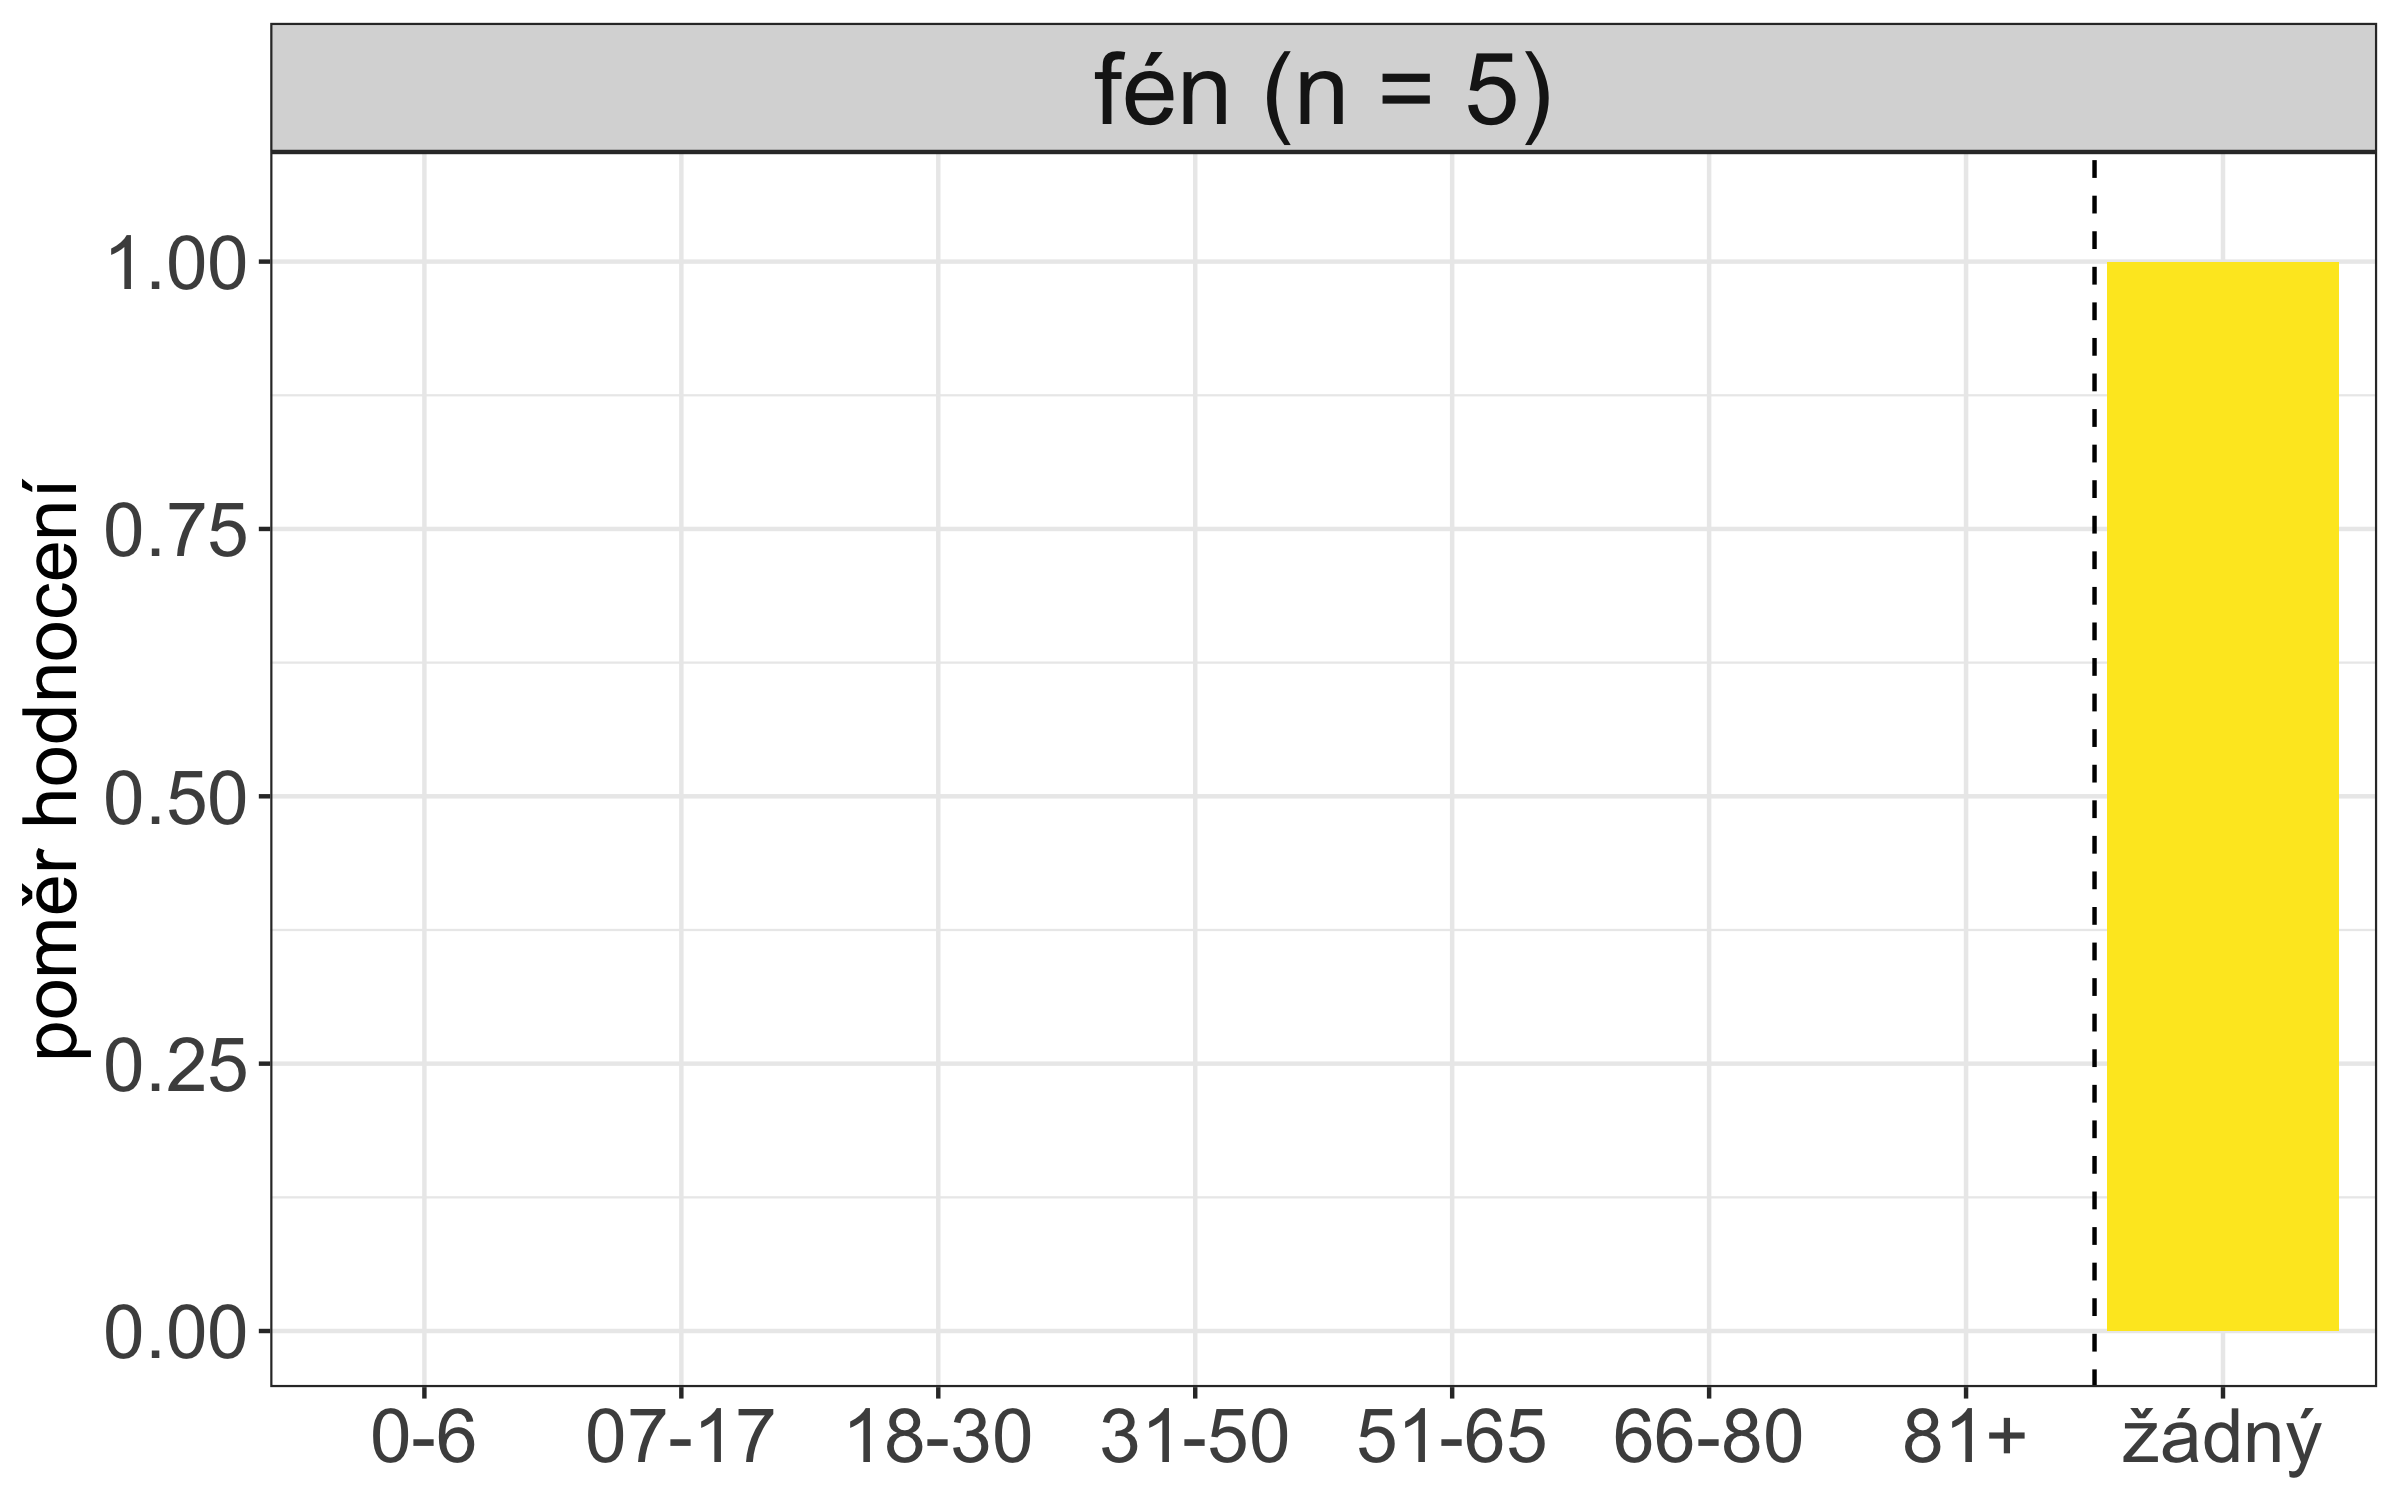 fén (n = 5)
poměr hodnocení
1.00
0.75
0.50
0.25
0.00
0-6 07-17 18-30 31-50 51-65 66-80 81+ žádný